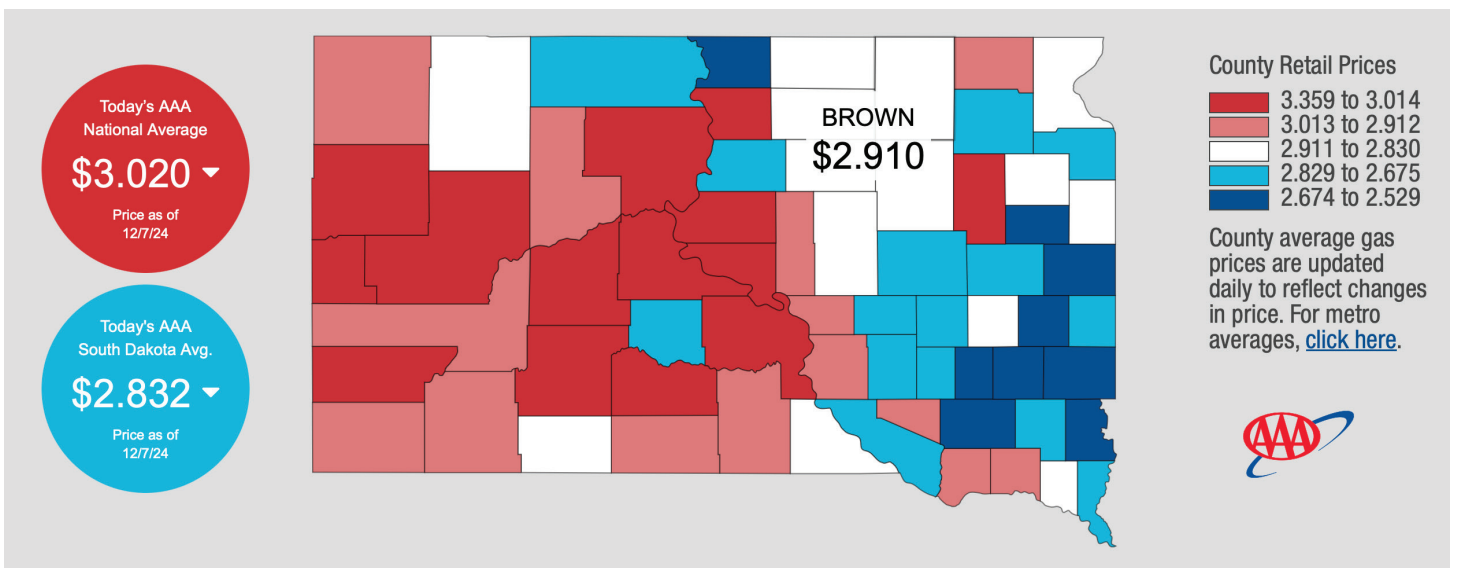 Today's AAA
National Average
$3.020
Price as of
12/7/24
Today's AAA
South Dakota Avg.
$2.832
Price as of
12/7/24
BROWN
$2.910
County Retail Prices
3.359 to 3.014
3.013 to 2.912
2.911 to 2.830
2.829 to 2.675
2.674 to 2.529
County average gas
prices are updated
daily to reflect changes
in price. For metro
averages, click here.
AAA